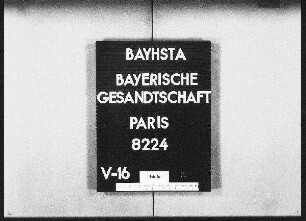 BAYHSTA
BAYERISCHE
GESANDTSCHAFT
PARIS
8224
V-16